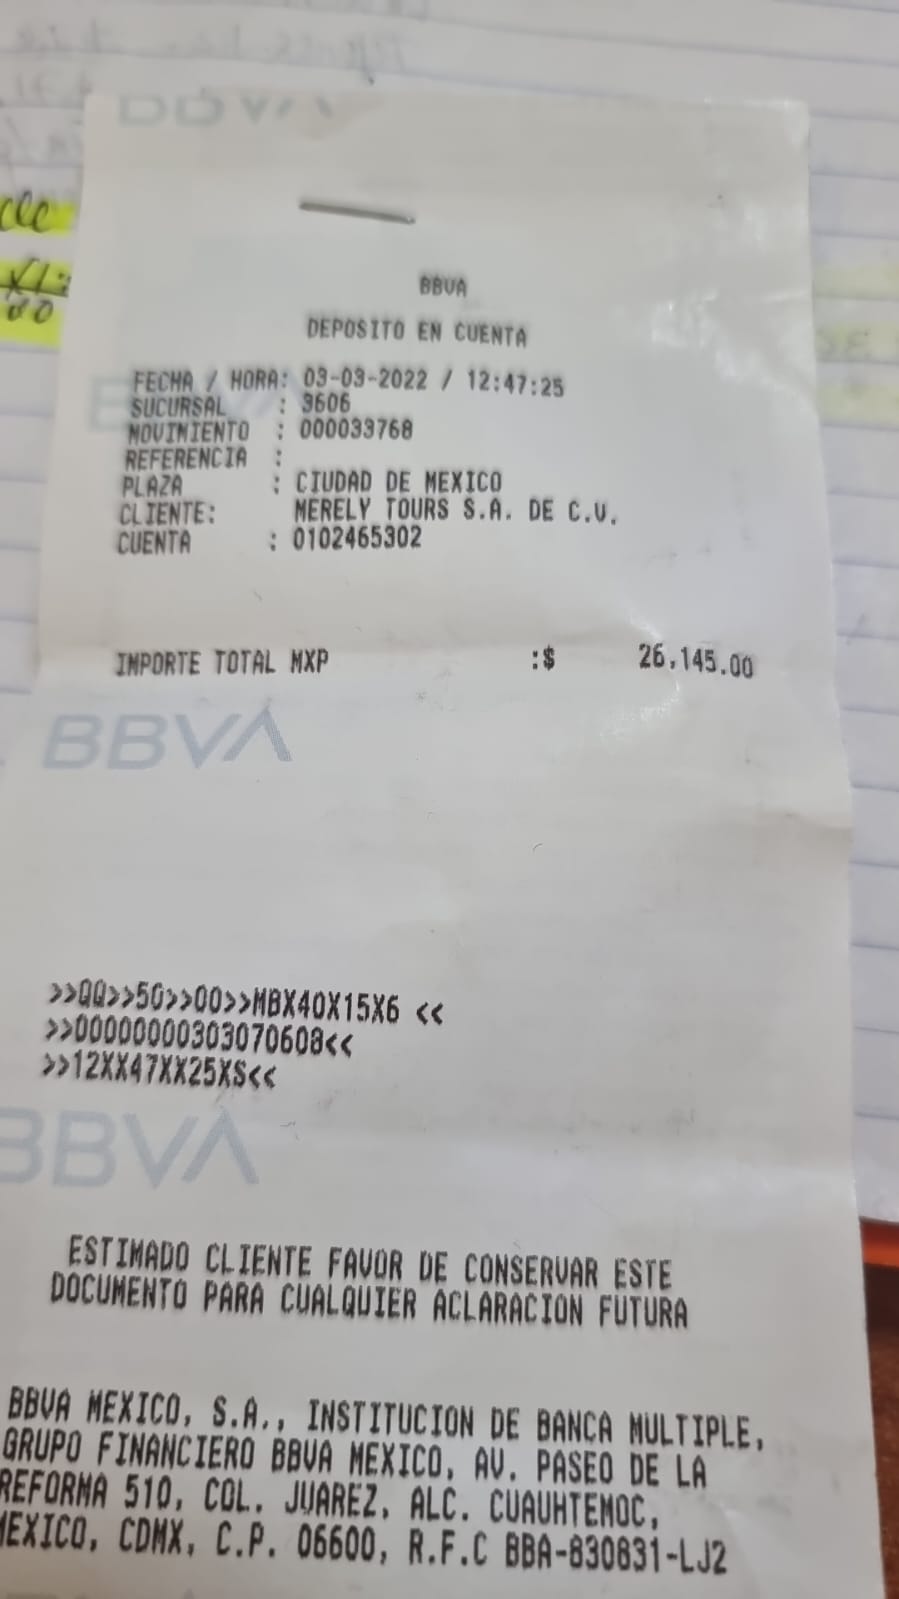 BBVA
BBVA
DEPOSITO EN CUENTA
FECHA / HORA: 03-03-2022 / 12:47:25
SUCURSAL : 3606
MOVIMIENTO : 000033768
REFERENCIA :
PLAZA : CIUDAD DE MEXICO
CLIENTE: MERELY TOURS S.A. DE C.V.
CUENTA : 0102465302
IMPORTE TOTAL MXP :$ 26,145.00
BBVA
>>QQ>>50>>00>>MBX40X15X6 <<
>>00000000303070608<<
>>12XX47XX25XS<<
BBVA
ESTIMADO CLIENTE FAVOR DE CONSERVAR ESTE
DOCUMENTO PARA CUALQUIER ACLARACION FUTURA
BBVA MEXICO, S.A., INSTITUCION DE BANCA MULTIPLE,
GRUPO FINANCIERO BBVA MEXICO, AV. PASEO DE LA
REFORMA 510, COL. JUAREZ, ALC. CUAUHTEMOC,
MEXICO, CDMX, C.P. 06600, R.F.C BBA-830831-LJ2